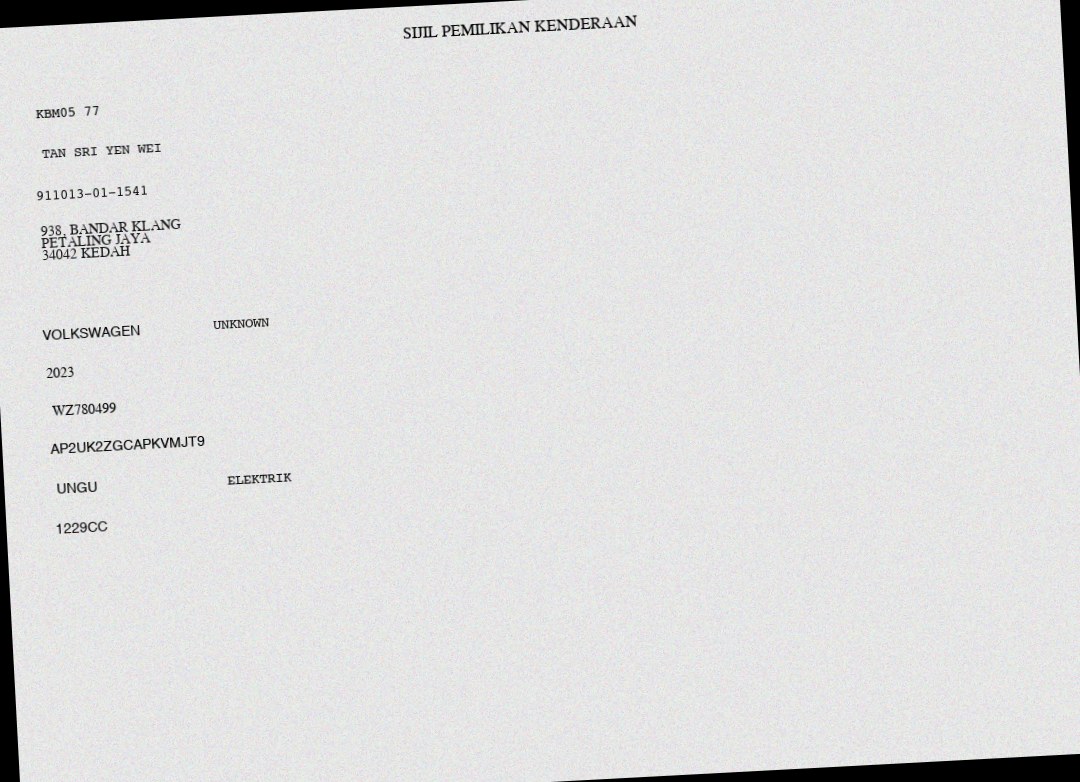 SIJIL PEMILIKAN KENDERAAN
KBM05 77
TAN SRI YEN WEI
911013-01-1541
938, BANDAR KLANG
PETALING JAYA
34042 KEDAH
VOLKSWAGEN UNKNOWN
2023
WZ780499
AP2UK2ZGCAPKVMJT9
UNGU ELEKTRIK
1229CC